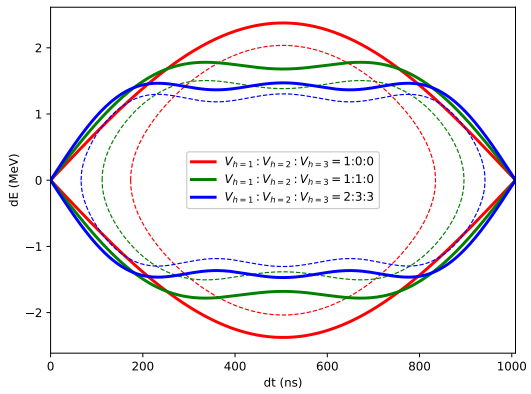 2
1
0
−1
−2
dE (MeV)
V_{h=1} : V_{h=2} : V_{h=3} = 1:0:0
V_{h=1} : V_{h=2} : V_{h=3} = 1:1:0
V_{h=1} : V_{h=2} : V_{h=3} = 2:3:3
0 200 400 600 800 1000
dt (ns)